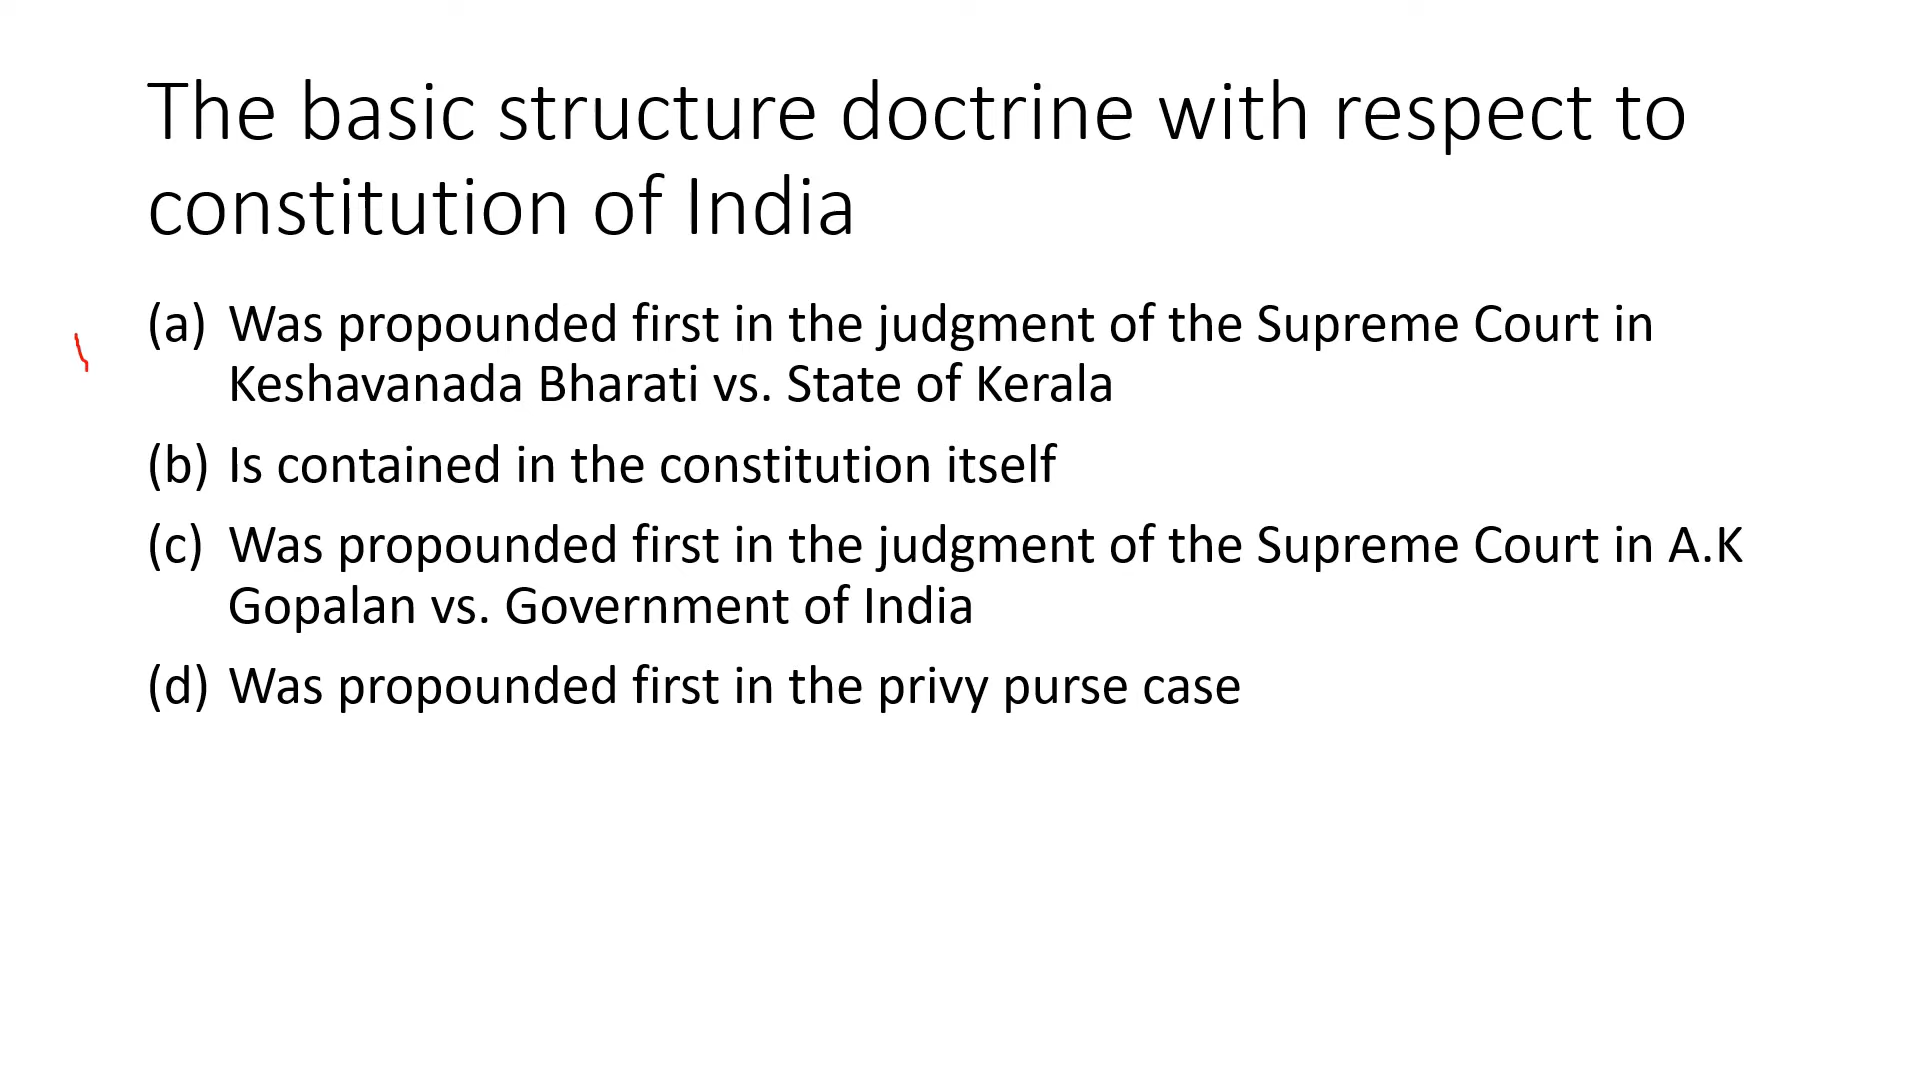 The basic structure doctrine with respect to
constitution of India
(a) Was propounded first in the judgment of the Supreme Court in
Keshavanada Bharati vs. State of Kerala
(b) Is contained in the constitution itself
(c) Was propounded first in the judgment of the Supreme Court in A.K
Gopalan vs. Government of India
(d) Was propounded first in the privy purse case